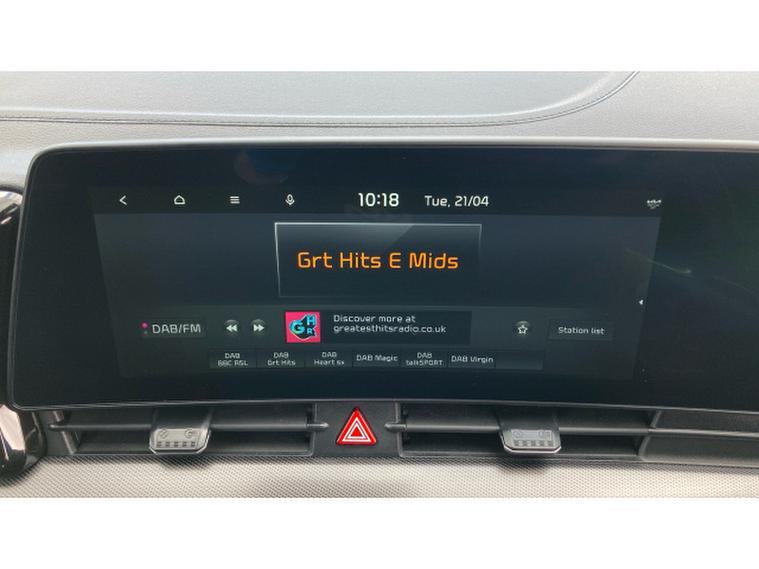 10:18 Tue, 21/04
Grt Hits E Mids
DAB/FM
GHR
Discover more at
greatesthitsradio.co.uk
Station list
DAB
BBC R5L
DAB
Grt Hits
DAB
Heart sx
DAB Magic
DAB
talkSPORT
DAB Virgin